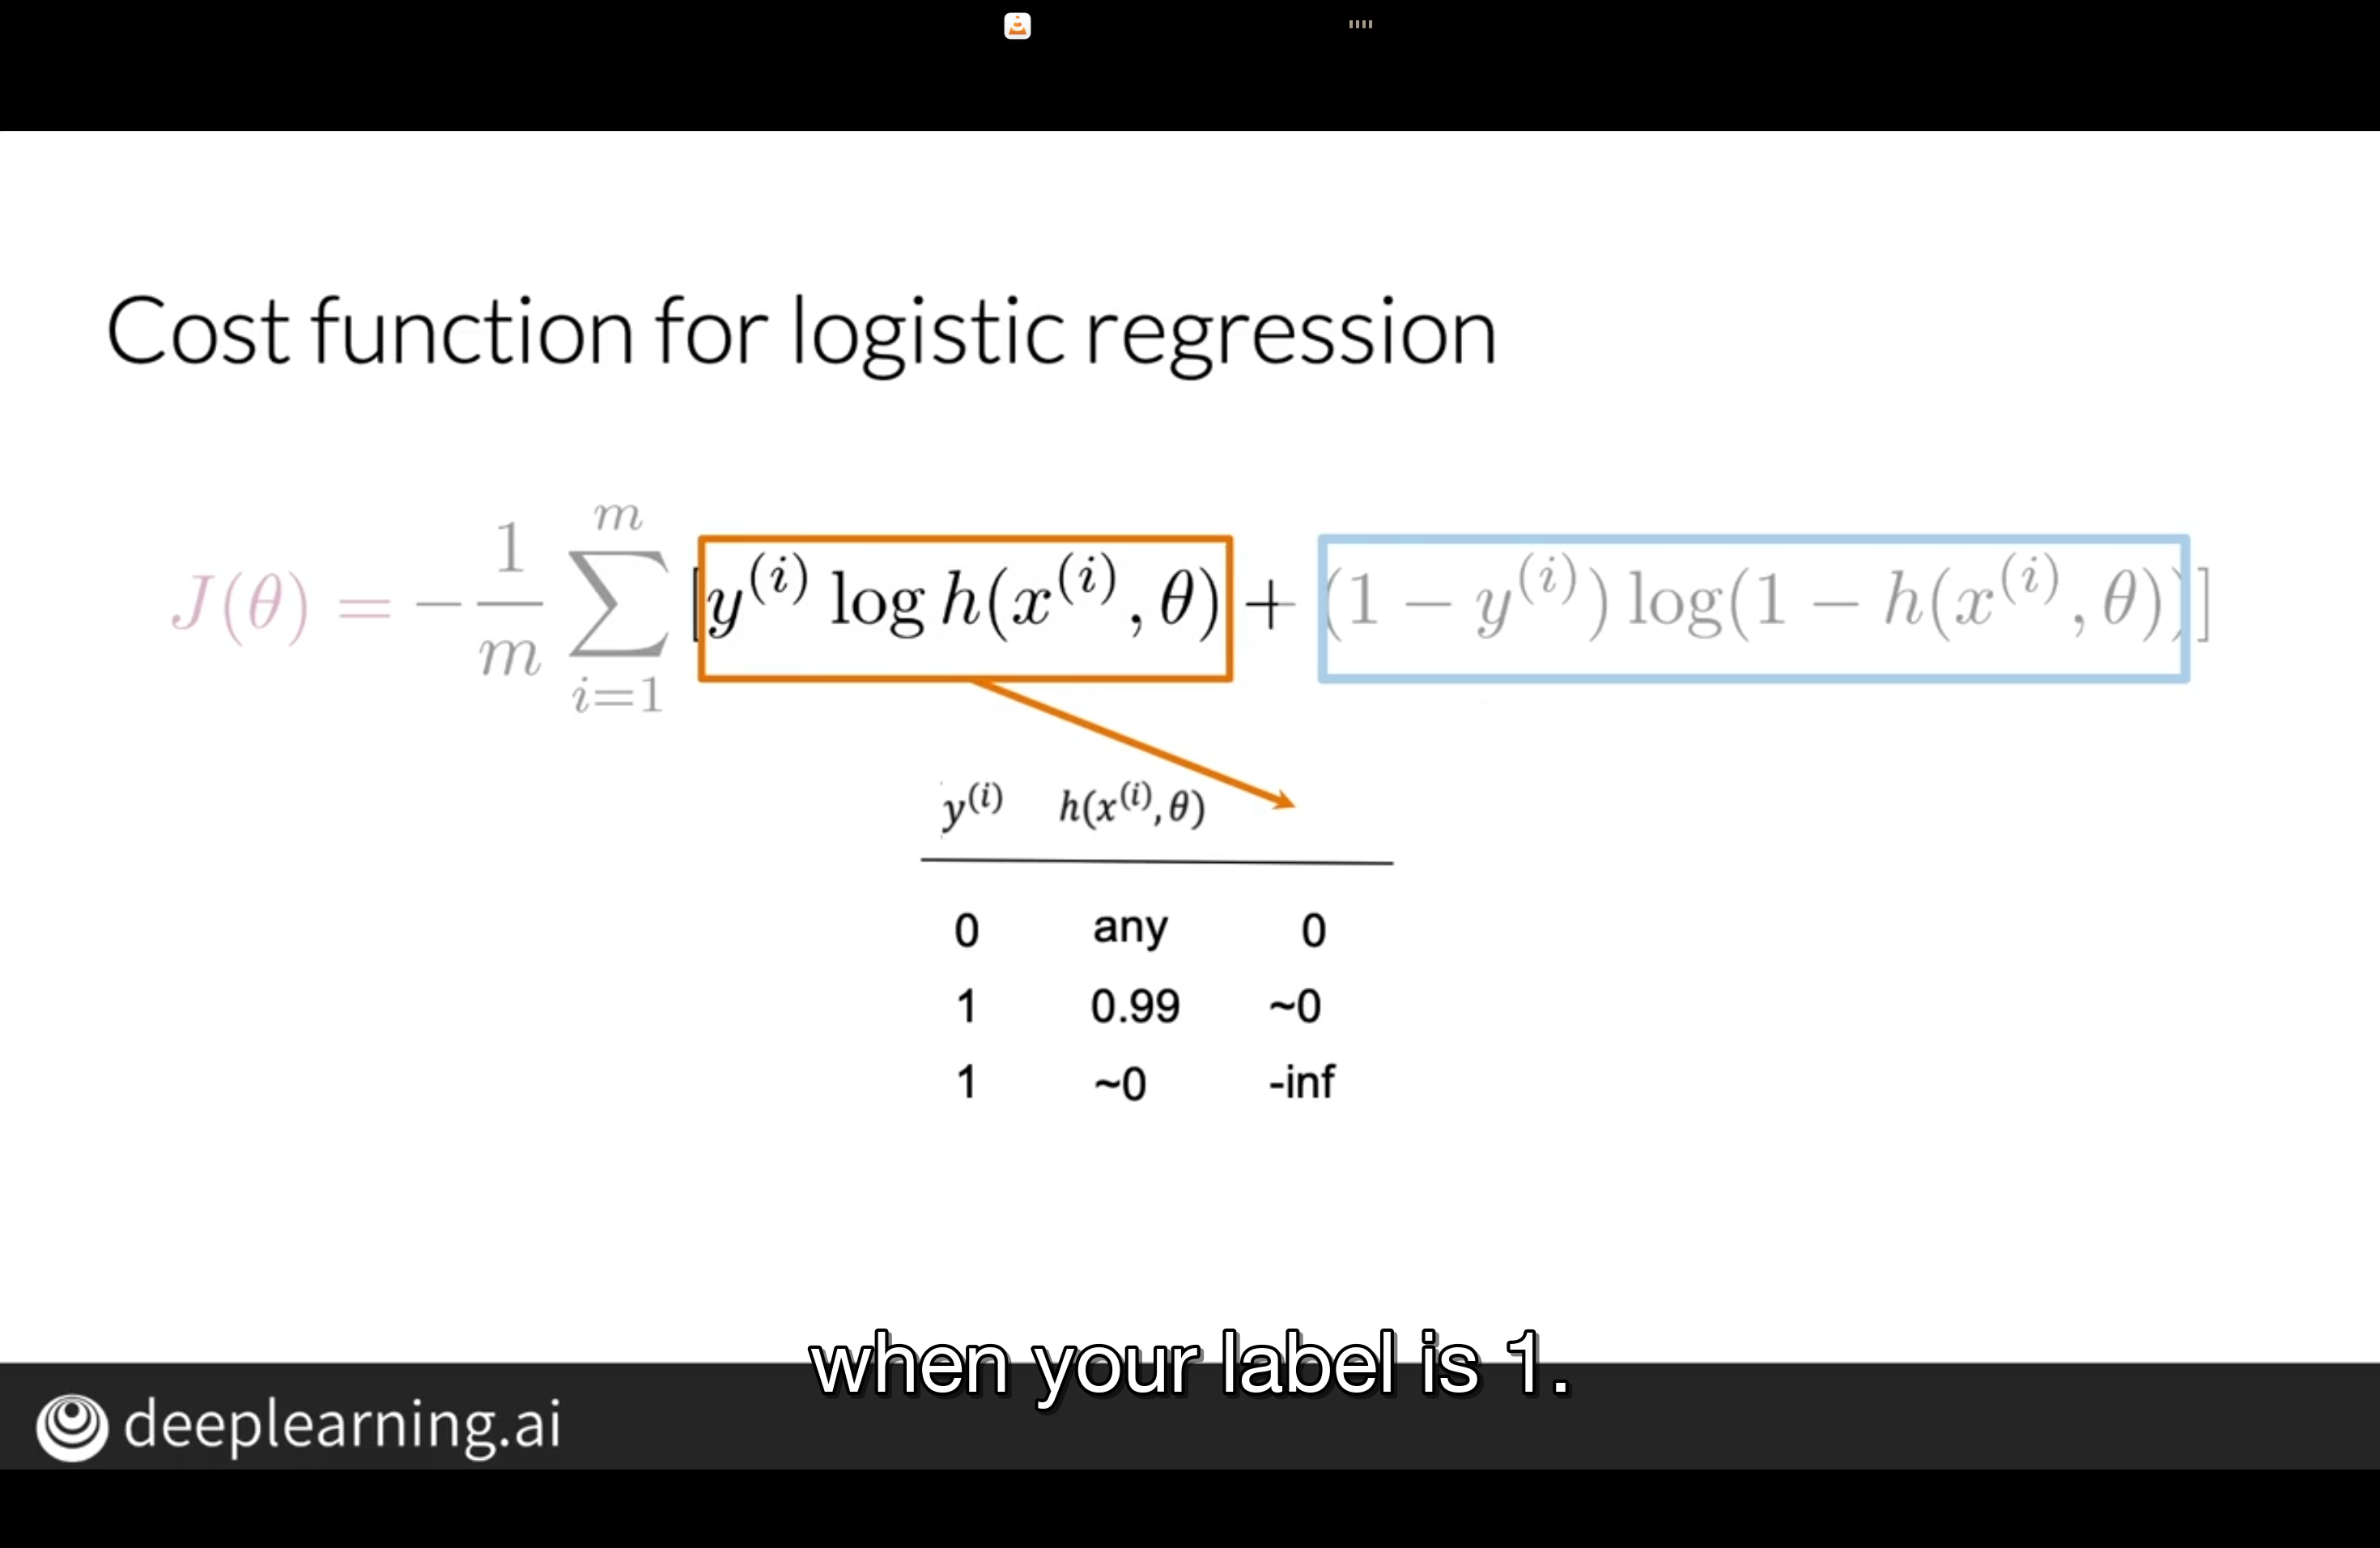 Cost function for logistic regression
J(θ) = −1/m ∑_{i=1}^{m} [y^{(i)} log h(x^{(i)}, θ) + (1 − y^{(i)}) log(1 − h(x^{(i)}, θ))]
y^{(i)} h(x^{(i)}, θ)
0 any 0
1 0.99 ~0
1 ~0 -inf
when your label is 1.
deeplearning.ai